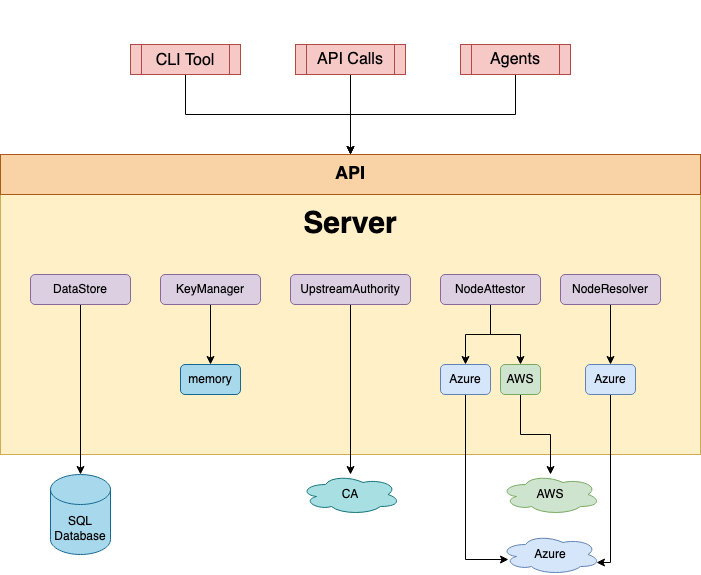 CLI Tool
API Calls
Agents
API
Server
DataStore
KeyManager
UpstreamAuthority
NodeAttestor
NodeResolver
memory
Azure
AWS
Azure
CA
AWS
SQL
Database
Azure